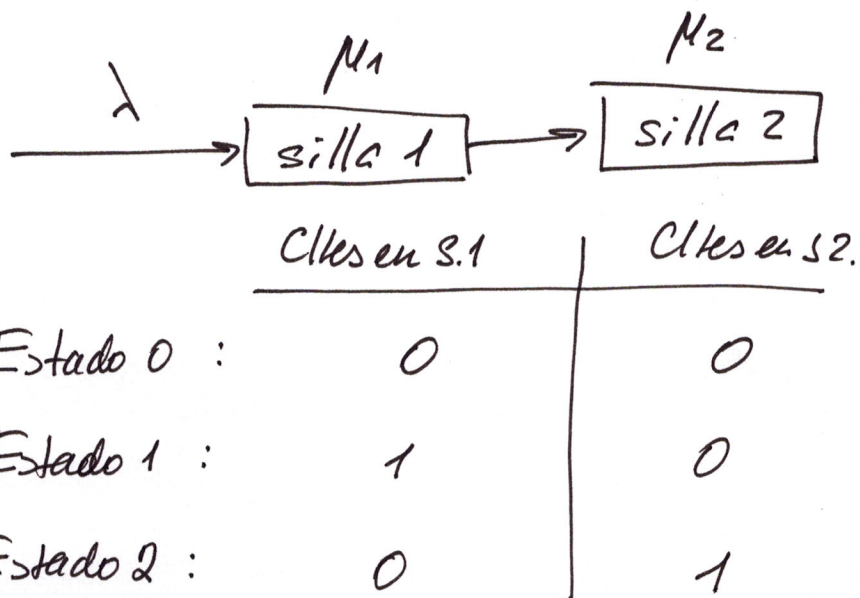 λ μ1 μ2
silla 1 silla 2
Cltes en S.1 Cltes en S2.
Estado 0 : 0 0
Estado 1 : 1 0
Estado 2 : 0 1